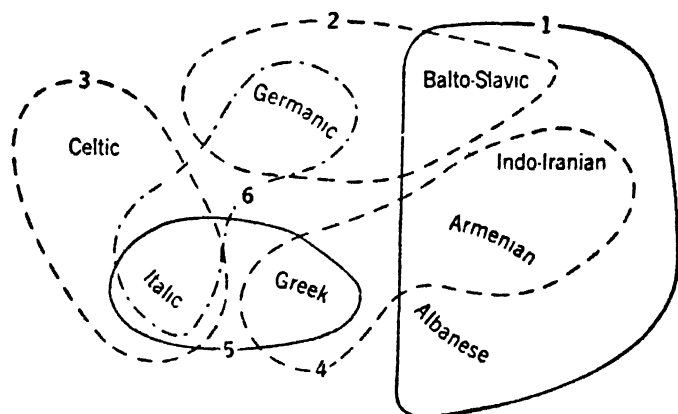 2
1
3
Germanic
Balto-Slavic
Celtic
Indo-Iranian
6
Armenian
Italic
Greek
Albanese
5
4